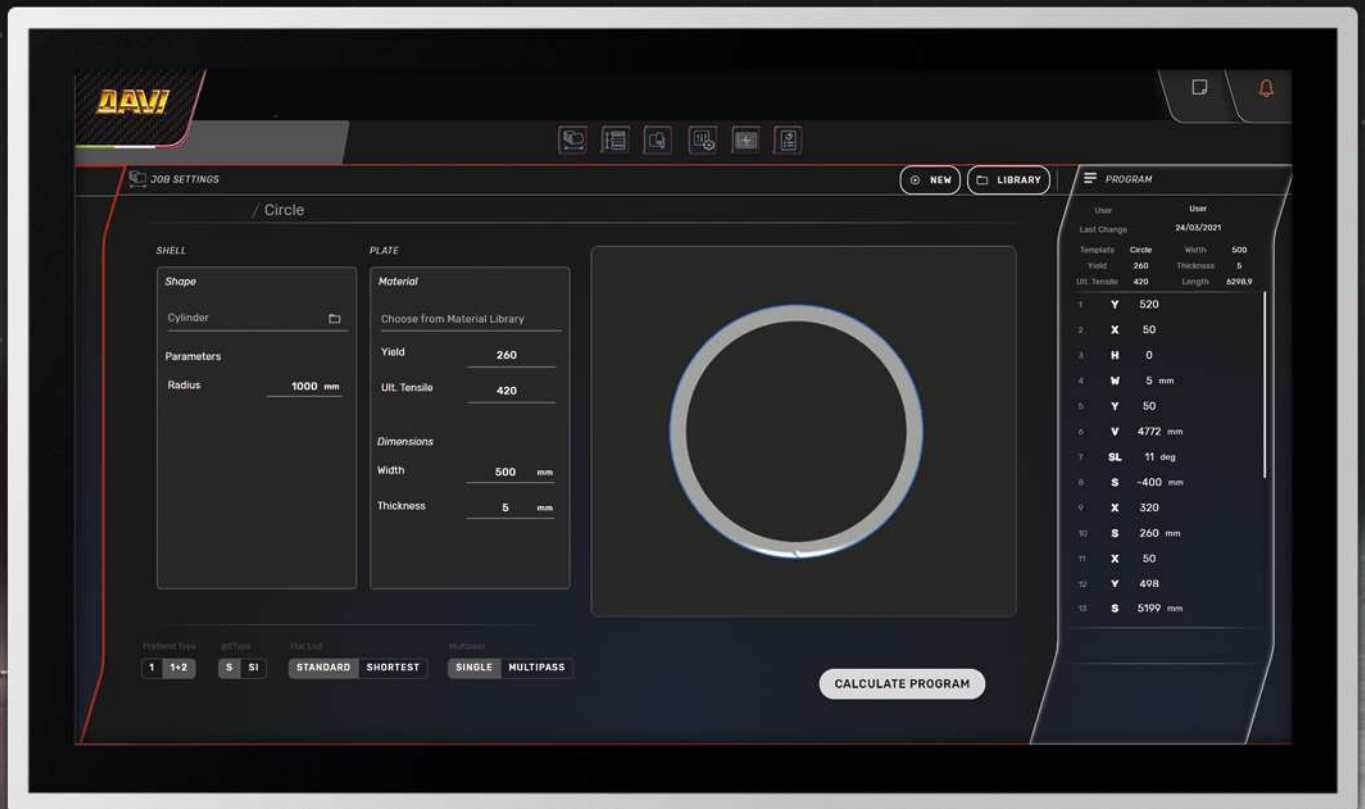 DAVI
JOB SETTINGS
NEW
LIBRARY
PROGRAM
/ Circle
User User
Last Change 24/03/2021
Template Circle Width 500
Yield 260 Thickness 5
Ult. Tensile 420 Length 6298,9
SHELL
Shape
Cylinder
Parameters
Radius 1000 mm
PLATE
Material
Choose from Material Library
Yield 260
Ult. Tensile 420
Dimensions
Width 500 mm
Thickness 5 mm
1 Y 520
2 X 50
3 H 0
4 W 5 mm
5 Y 50
6 V 4772 mm
7 SL 11 deg
8 S -400 mm
9 X 320
10 S 260 mm
11 X 50
12 Y 498
13 S 5199 mm
Prebend Type
Flat End
Multipass
1 1+2
S SI
STANDARD SHORTEST
SINGLE MULTIPASS
CALCULATE PROGRAM